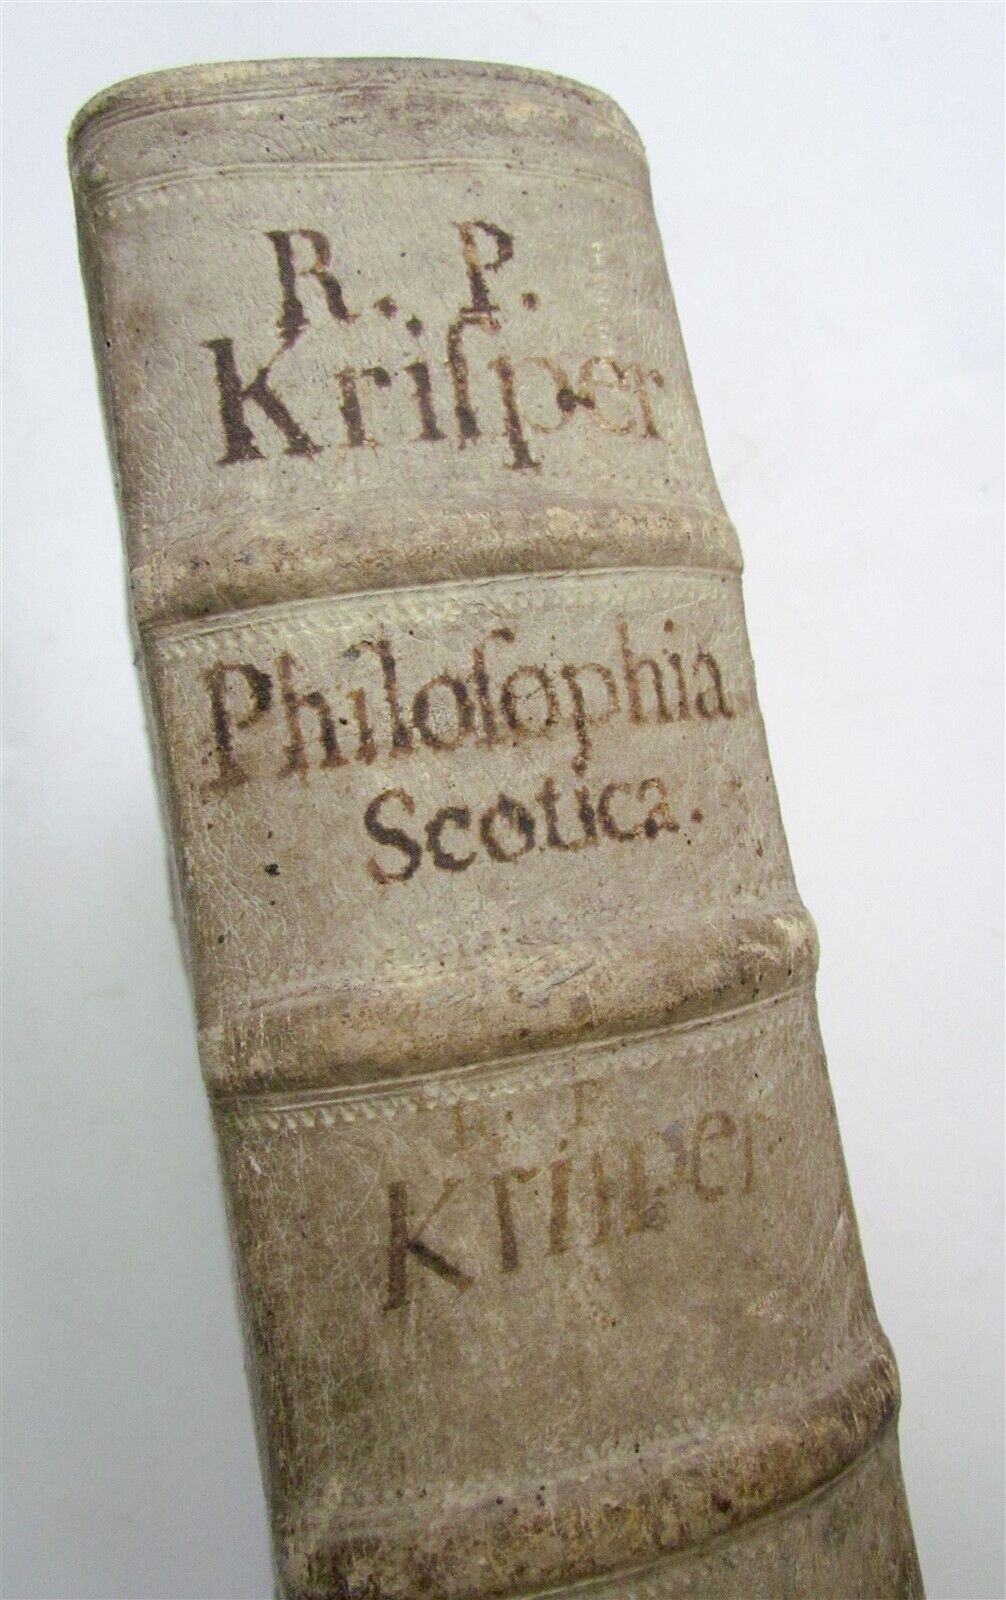 R. P.
Kriſper
Philoſophia
Scotica.
R. P.
Kriſper